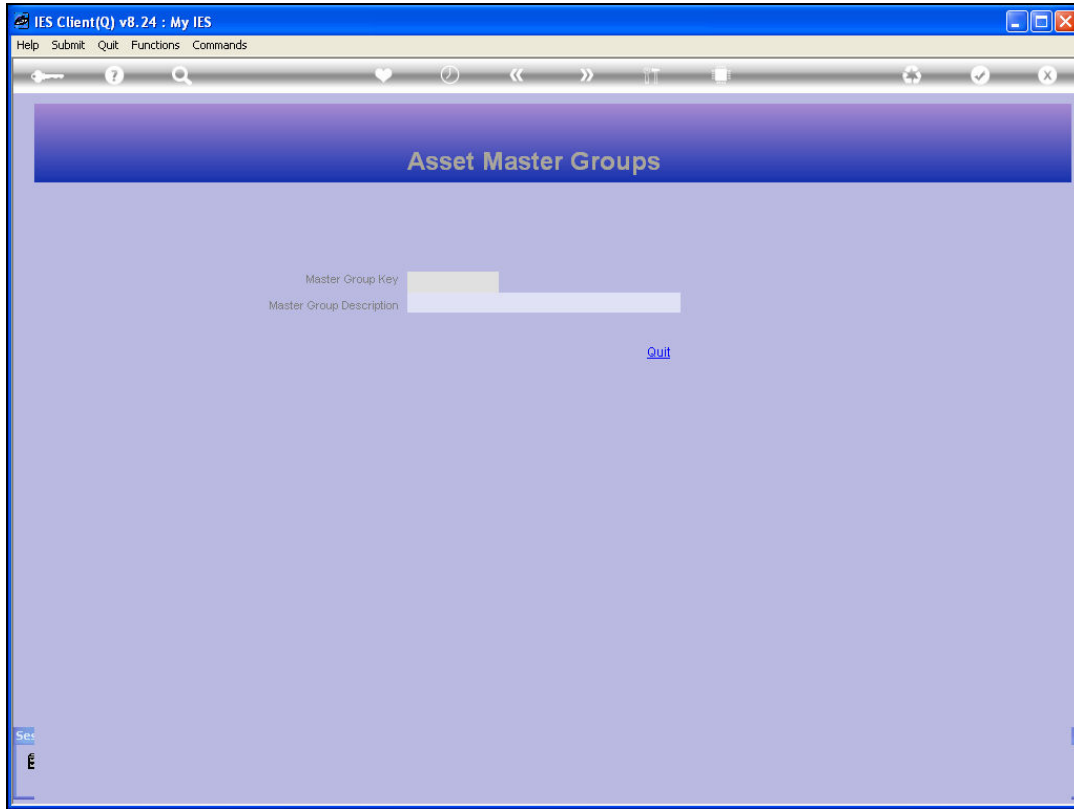 IES Client(Q) v8.24 : My IES
Help Submit Quit Functions Commands
Asset Master Groups
Master Group Key
Master Group Description
Quit
Ses